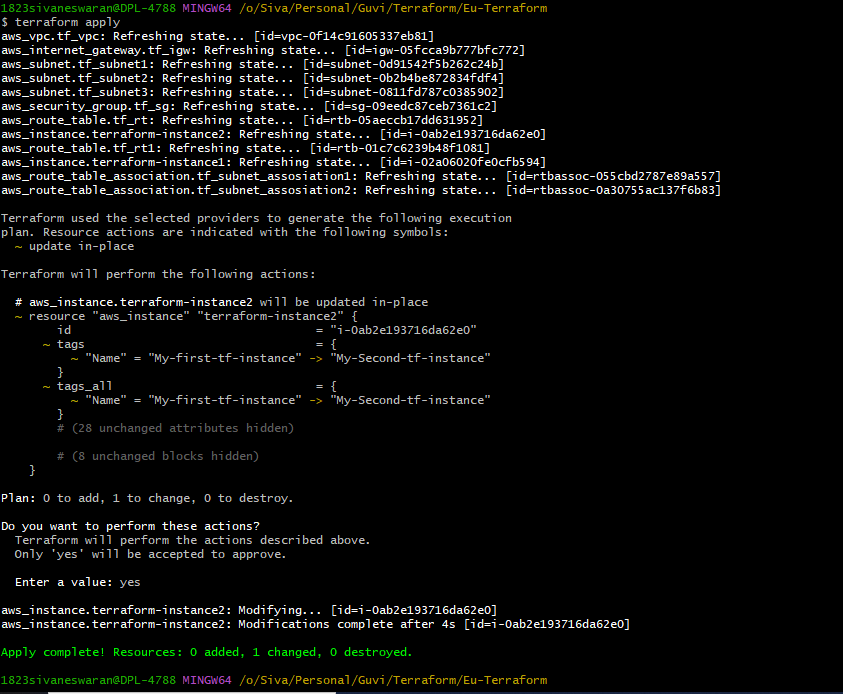 1823sivaneswaran@DPL-4788 MINGW64 /o/Siva/Personal/Guvi/Terraform/Eu-Terraform
$ terraform apply
aws_vpc.tf_vpc: Refreshing state... [id=vpc-0f14c91605337eb81]
aws_internet_gateway.tf_igw: Refreshing state... [id=igw-05fcca9b777bfc772]
aws_subnet.tf_subnet1: Refreshing state... [id=subnet-0d91542f5b262c24b]
aws_subnet.tf_subnet2: Refreshing state... [id=subnet-0b2b4be872834fdf4]
aws_subnet.tf_subnet3: Refreshing state... [id=subnet-0811fd787c0385902]
aws_security_group.tf_sg: Refreshing state... [id=sg-09eedc87ceb7361c2]
aws_route_table.tf_rt: Refreshing state... [id=rtb-05aeccb17dd631952]
aws_instance.terraform-instance2: Refreshing state... [id=i-0ab2e193716da62e0]
aws_route_table.tf_rt1: Refreshing state... [id=rtb-01c7c6239b48f1081]
aws_instance.terraform-instance1: Refreshing state... [id=i-02a06020fe0cfb594]
aws_route_table_association.tf_subnet_assosiation1: Refreshing state... [id=rtbassoc-055cbd2787e89a557]
aws_route_table_association.tf_subnet_assosiation2: Refreshing state... [id=rtbassoc-0a30755ac137f6b83]
Terraform used the selected providers to generate the following execution
plan. Resource actions are indicated with the following symbols:
~ update in-place
Terraform will perform the following actions:
# aws_instance.terraform-instance2 will be updated in-place
~ resource "aws_instance" "terraform-instance2" {
id = "i-0ab2e193716da62e0"
~ tags = {
~ "Name" = "My-first-tf-instance" -> "My-Second-tf-instance"
}
~ tags_all = {
~ "Name" = "My-first-tf-instance" -> "My-Second-tf-instance"
}
# (28 unchanged attributes hidden)
# (8 unchanged blocks hidden)
}
Plan: 0 to add, 1 to change, 0 to destroy.
Do you want to perform these actions?
Terraform will perform the actions described above.
Only 'yes' will be accepted to approve.
Enter a value: yes
aws_instance.terraform-instance2: Modifying... [id=i-0ab2e193716da62e0]
aws_instance.terraform-instance2: Modifications complete after 4s [id=i-0ab2e193716da62e0]
Apply complete! Resources: 0 added, 1 changed, 0 destroyed.
1823sivaneswaran@DPL-4788 MINGW64 /o/Siva/Personal/Guvi/Terraform/Eu-Terraform